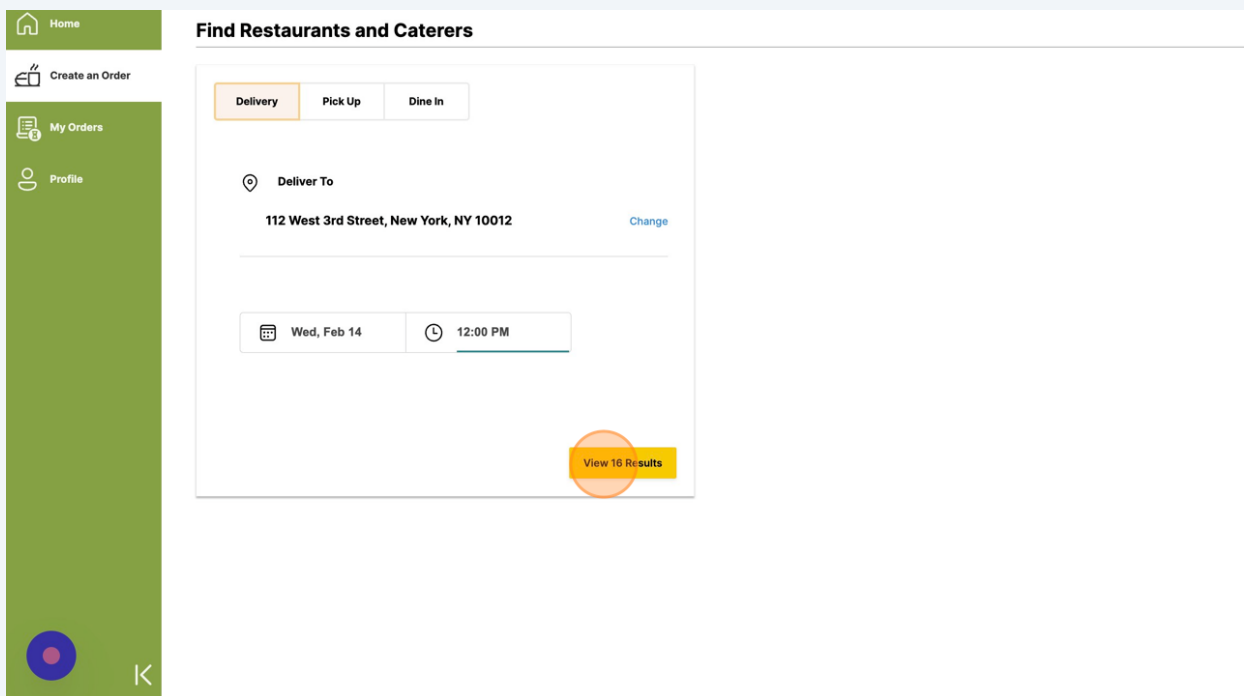 Home
Create an Order
My Orders
Profile
Find Restaurants and Caterers
Delivery Pick Up Dine In
Deliver To
112 West 3rd Street, New York, NY 10012 Change
Wed, Feb 14 12:00 PM
View 16 Results